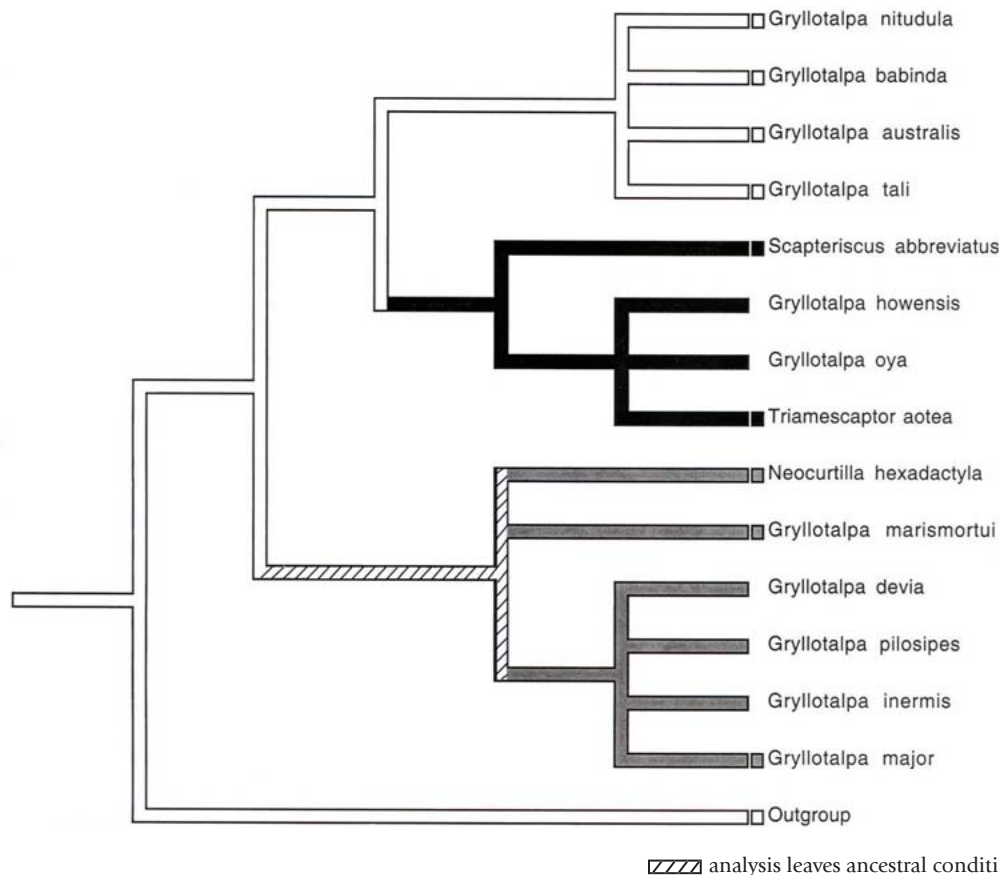 Gryllotalpa nitudula
Gryllotalpa babinda
Gryllotalpa australis
Gryllotalpa tali
Scapteriscus abbreviatus
Gryllotalpa howensis
Gryllotalpa oya
Triamescaptor aotea
Neocurtilla hexadactyla
Gryllotalpa marismortui
Gryllotalpa devia
Gryllotalpa pilosipes
Gryllotalpa inermis
Gryllotalpa major
Outgroup
analysis leaves ancestral conditi